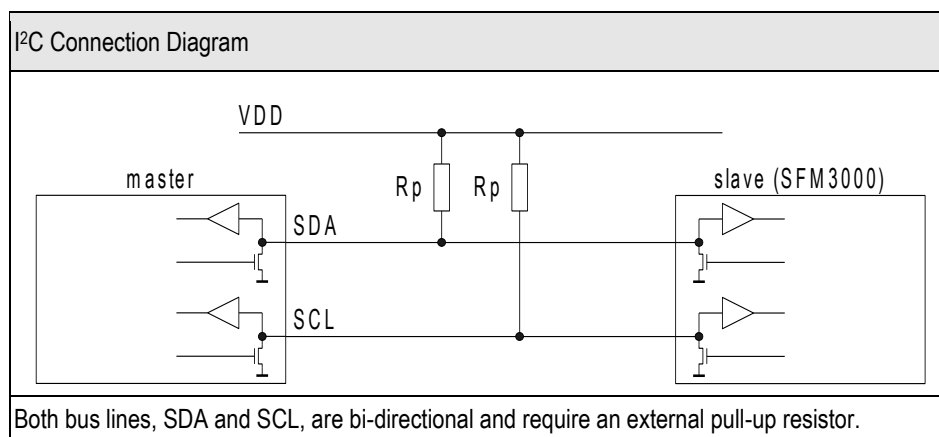 I²C Connection Diagram
VDD
master
Rp
Rp
slave (SFM3000)
SDA
SCL
Both bus lines, SDA and SCL, are bi-directional and require an external pull-up resistor.